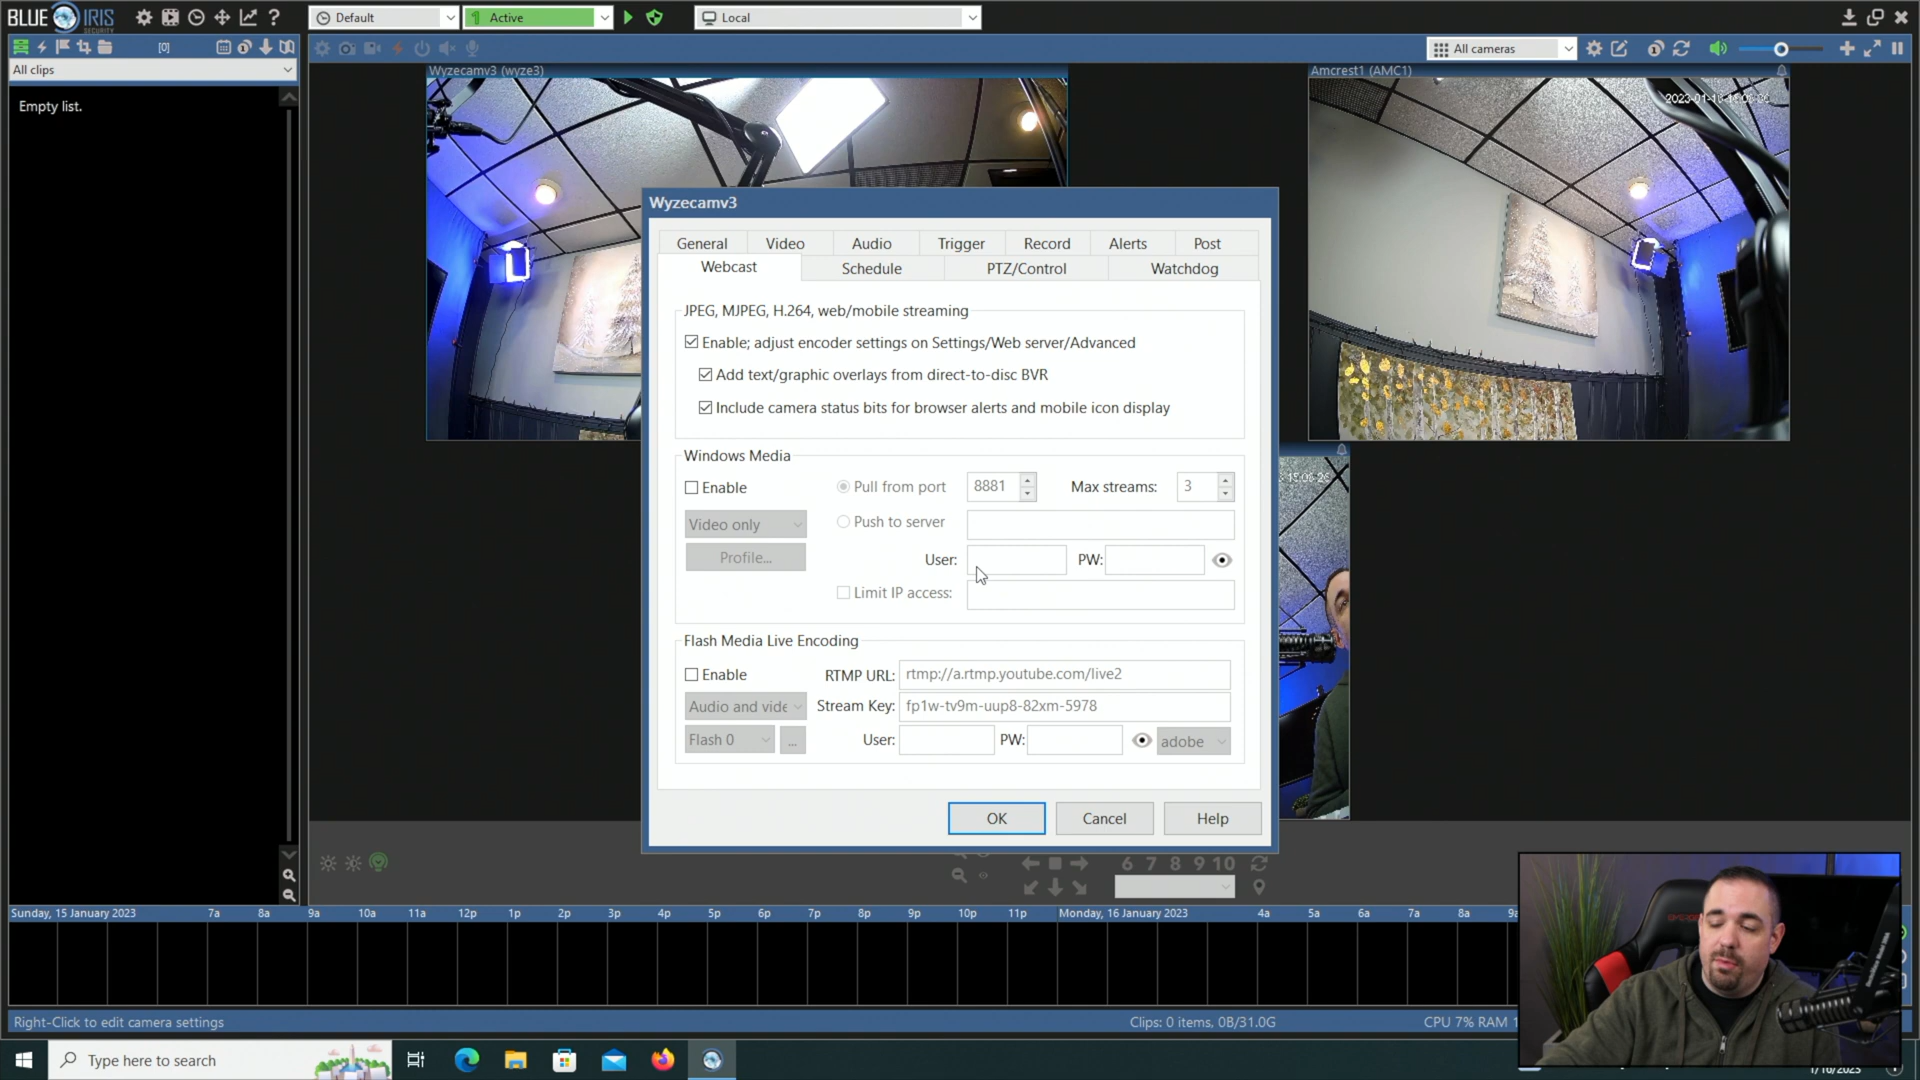 BLUE IRIS
SECURITY
?
Default
Active
Local
[0]
All cameras
All clips
Empty list.
Wyzecamv3 (wyze3)
Amcrest1 (AMC1)
Wyzecamv3
General
Video
Audio
Trigger
Record
Alerts
Post
Webcast
Schedule
PTZ/Control
Watchdog
JPEG, MJPEG, H.264, web/mobile streaming
Enable; adjust encoder settings on Settings/Web server/Advanced
Add text/graphic overlays from direct-to-disc BVR
Include camera status bits for browser alerts and mobile icon display
Windows Media
Enable
Pull from port
8881
Max streams:
3
Video only
Push to server
Profile...
User:
PW:
Limit IP access:
Flash Media Live Encoding
Enable
RTMP URL:
rtmp://a.rtmp.youtube.com/live2
Audio and vide
Stream Key:
fp1w-tv9m-uup8-82xm-5978
Flash 0
...
User:
PW:
adobe
OK
Cancel
Help
6 7 8 9 10
Sunday, 15 January 2023
7a 8a 9a 10a 11a 12p 1p 2p 3p 4p 5p 6p 7p 8p 9p 10p 11p
Monday, 16 January 2023
4a 5a 6a 7a 8a
Right-Click to edit camera settings
Clips: 0 items, 0B/31.0G
CPU 7% RAM
Type here to search
1/16/2023